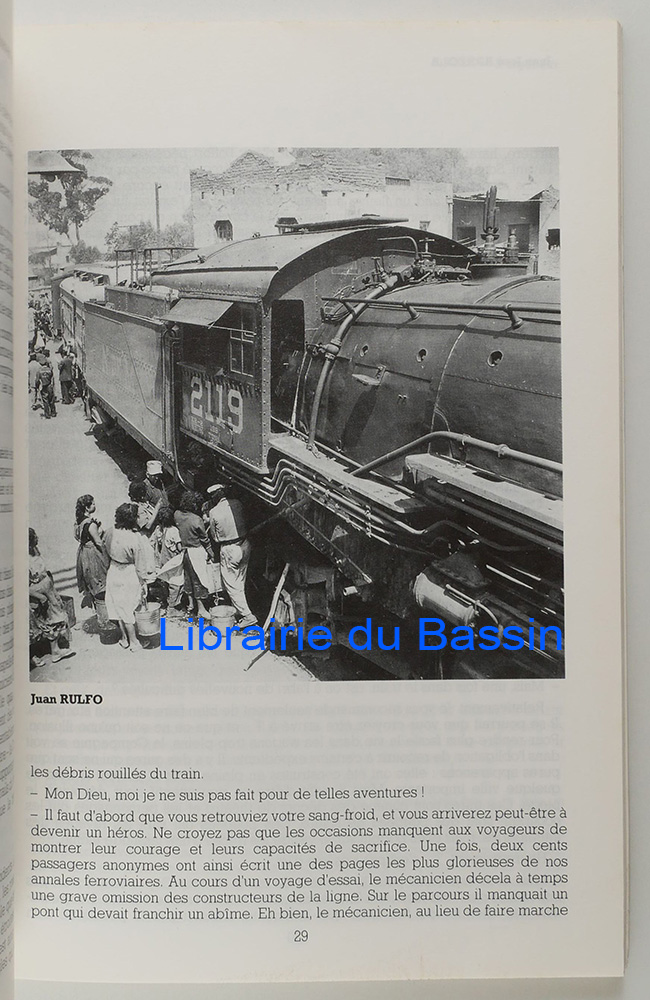 2119
Librairie du Bassin
Juan RULFO
les débris rouillés du train.
– Mon Dieu, moi je ne suis pas fait pour de telles aventures !
– Il faut d'abord que vous retrouviez votre sang-froid, et vous arriverez peut-être à
devenir un héros. Ne croyez pas que les occasions manquent aux voyageurs de
montrer leur courage et leurs capacités de sacrifice. Une fois, deux cents
passagers anonymes ont ainsi écrit une des pages les plus glorieuses de nos
annales ferroviaires. Au cours d'un voyage d'essai, le mécanicien décela à temps
une grave omission des constructeurs de la ligne. Sur le parcours il manquait un
pont qui devait franchir un abîme. Eh bien, le mécanicien, au lieu de faire marche
29